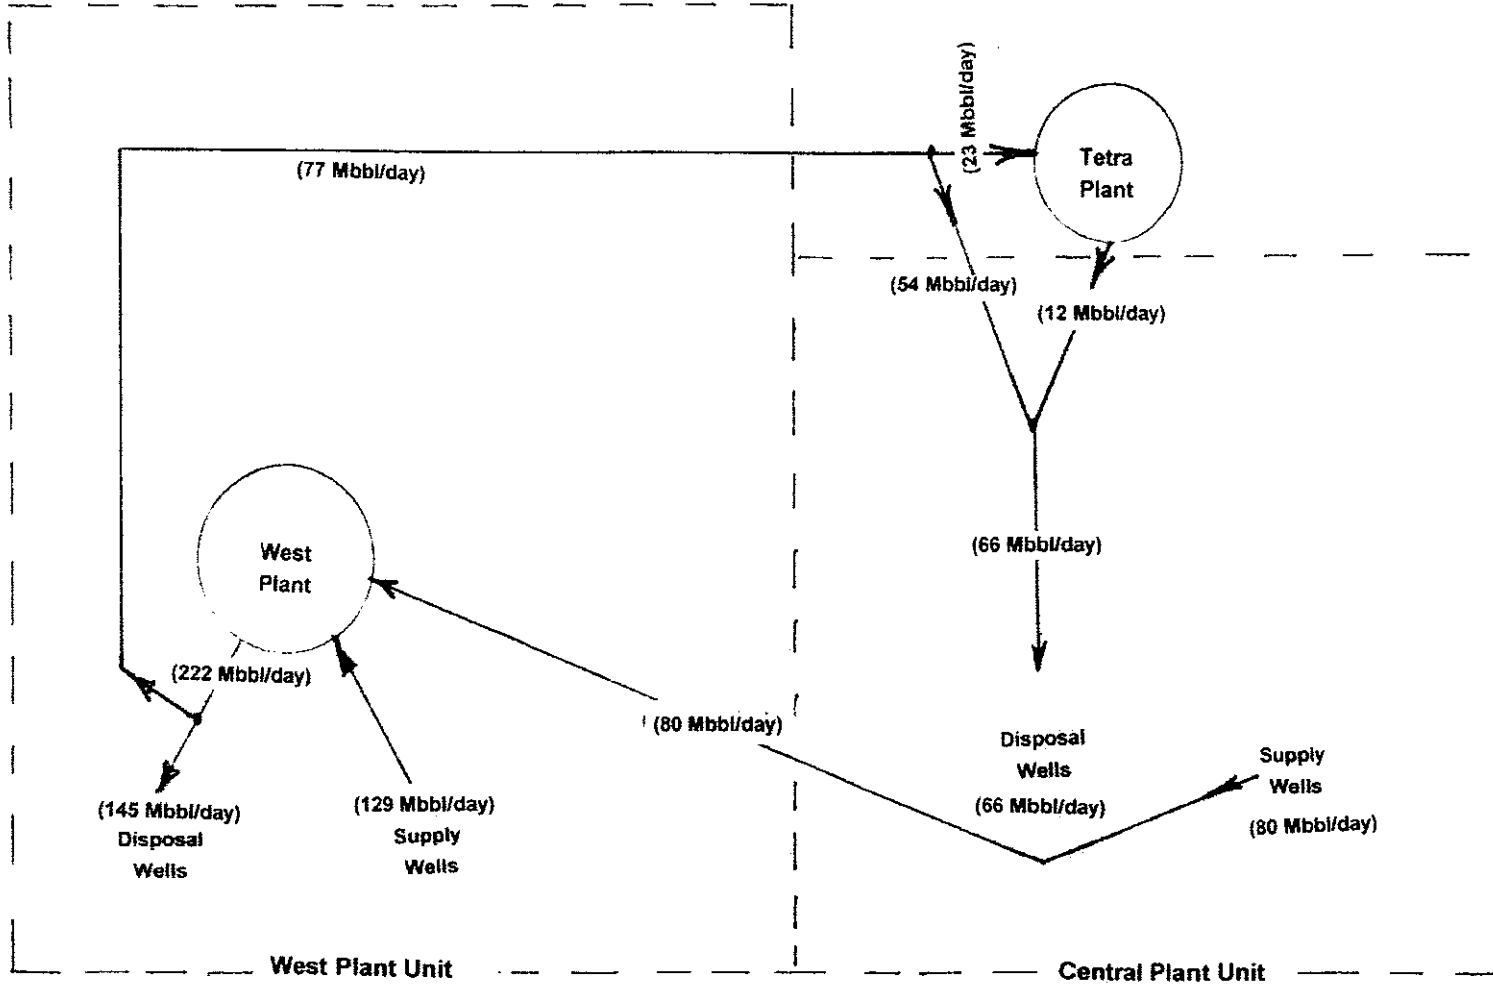 (23 Mbbl/day)
Tetra
Plant
(77 Mbbl/day)
(54 Mbbl/day)
(12 Mbbl/day)
(66 Mbbl/day)
West
Plant
(222 Mbbl/day)
(80 Mbbl/day)
Disposal
Wells
(66 Mbbl/day)
Supply
Wells
(80 Mbbl/day)
(145 Mbbl/day)
Disposal
Wells
(129 Mbbl/day)
Supply
Wells
West Plant Unit
Central Plant Unit